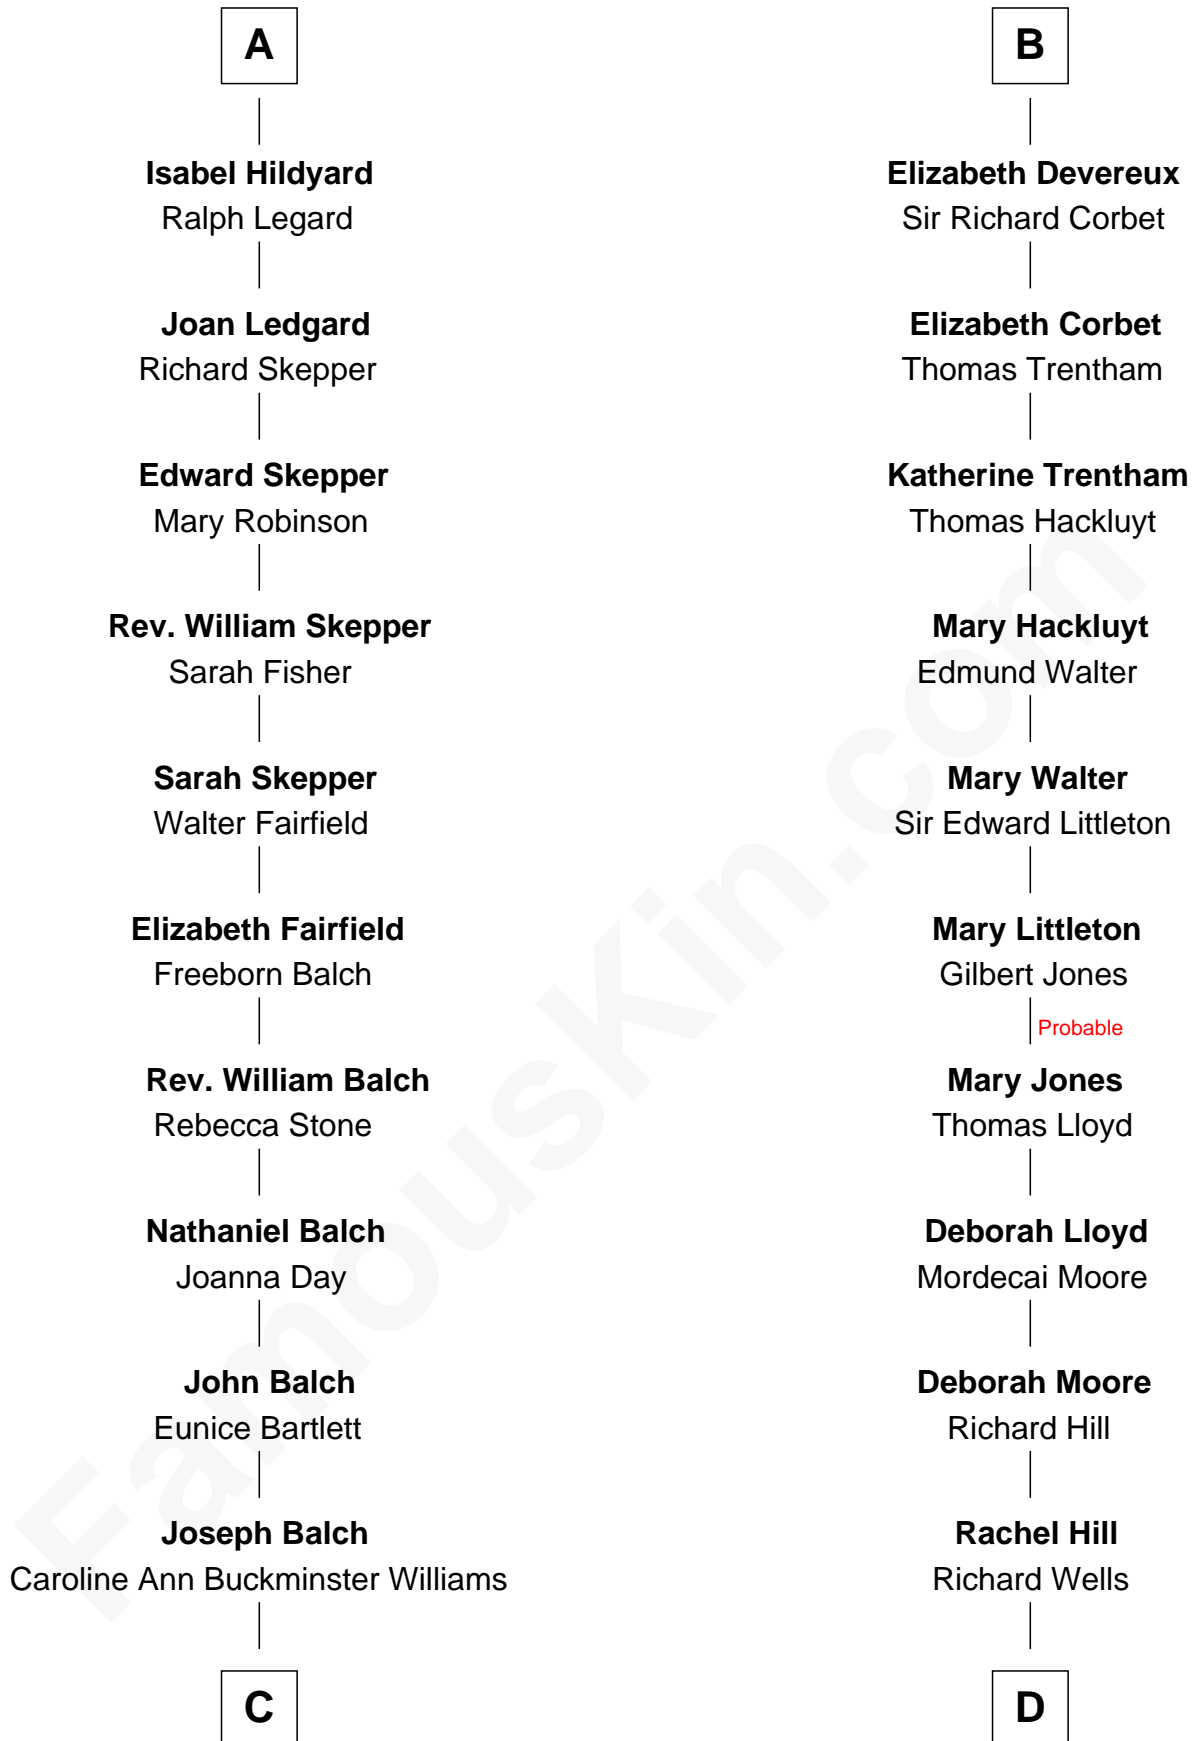 A
Isabel Hildyard
Ralph Legard
Joan Ledgard
Richard Skepper
Edward Skepper
Mary Robinson
Rev. William Skepper
Sarah Fisher
Sarah Skepper
Walter Fairfield
Elizabeth Fairfield
Freeborn Balch
Rev. William Balch
Rebecca Stone
Nathaniel Balch
Joanna Day
John Balch
Eunice Bartlett
Joseph Balch
Caroline Ann Buckminster Williams
C
B
Elizabeth Devereux
Sir Richard Corbet
Elizabeth Corbet
Thomas Trentham
Katherine Trentham
Thomas Hackluyt
Mary Hackluyt
Edmund Walter
Mary Walter
Sir Edward Littleton
Mary Littleton
Gilbert Jones
Probable
Mary Jones
Thomas Lloyd
Deborah Lloyd
Mordecai Moore
Deborah Moore
Richard Hill
Rachel Hill
Richard Wells
D
FamousKin.com